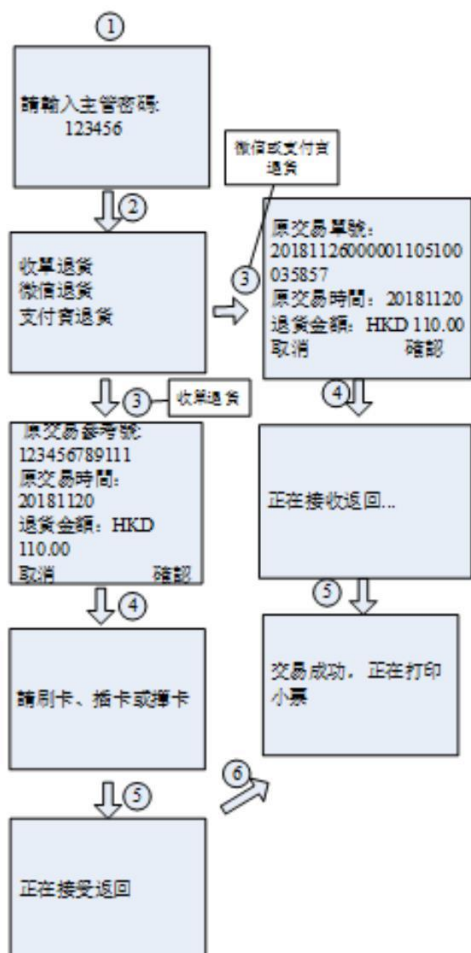 ①
請輸入主管密碼:
123456
②
收單退貨
微信退貨
支付寶退貨
③
微信或支付寶
退貨
原交易單號:
20181126000001105100
035857
原交易時間: 20181120
退貨金額: HKD 110.00
取消 確認
③
收單退貨
原交易參考號:
123456789111
原交易時間:
20181120
退貨金額: HKD
110.00
取消 確認
④
正在接收返回...
④
請刷卡、插卡或揮卡
⑤
交易成功, 正在打印
小票
⑤
正在接受返回
⑥